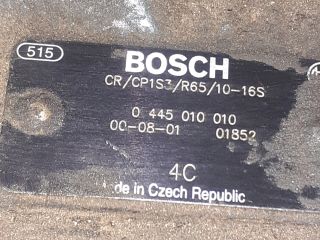 515
BOSCH
CR/CP1S3/R65/10-16S
0 445 010 010
00-08-01 01852
4C
de in Czech Republic